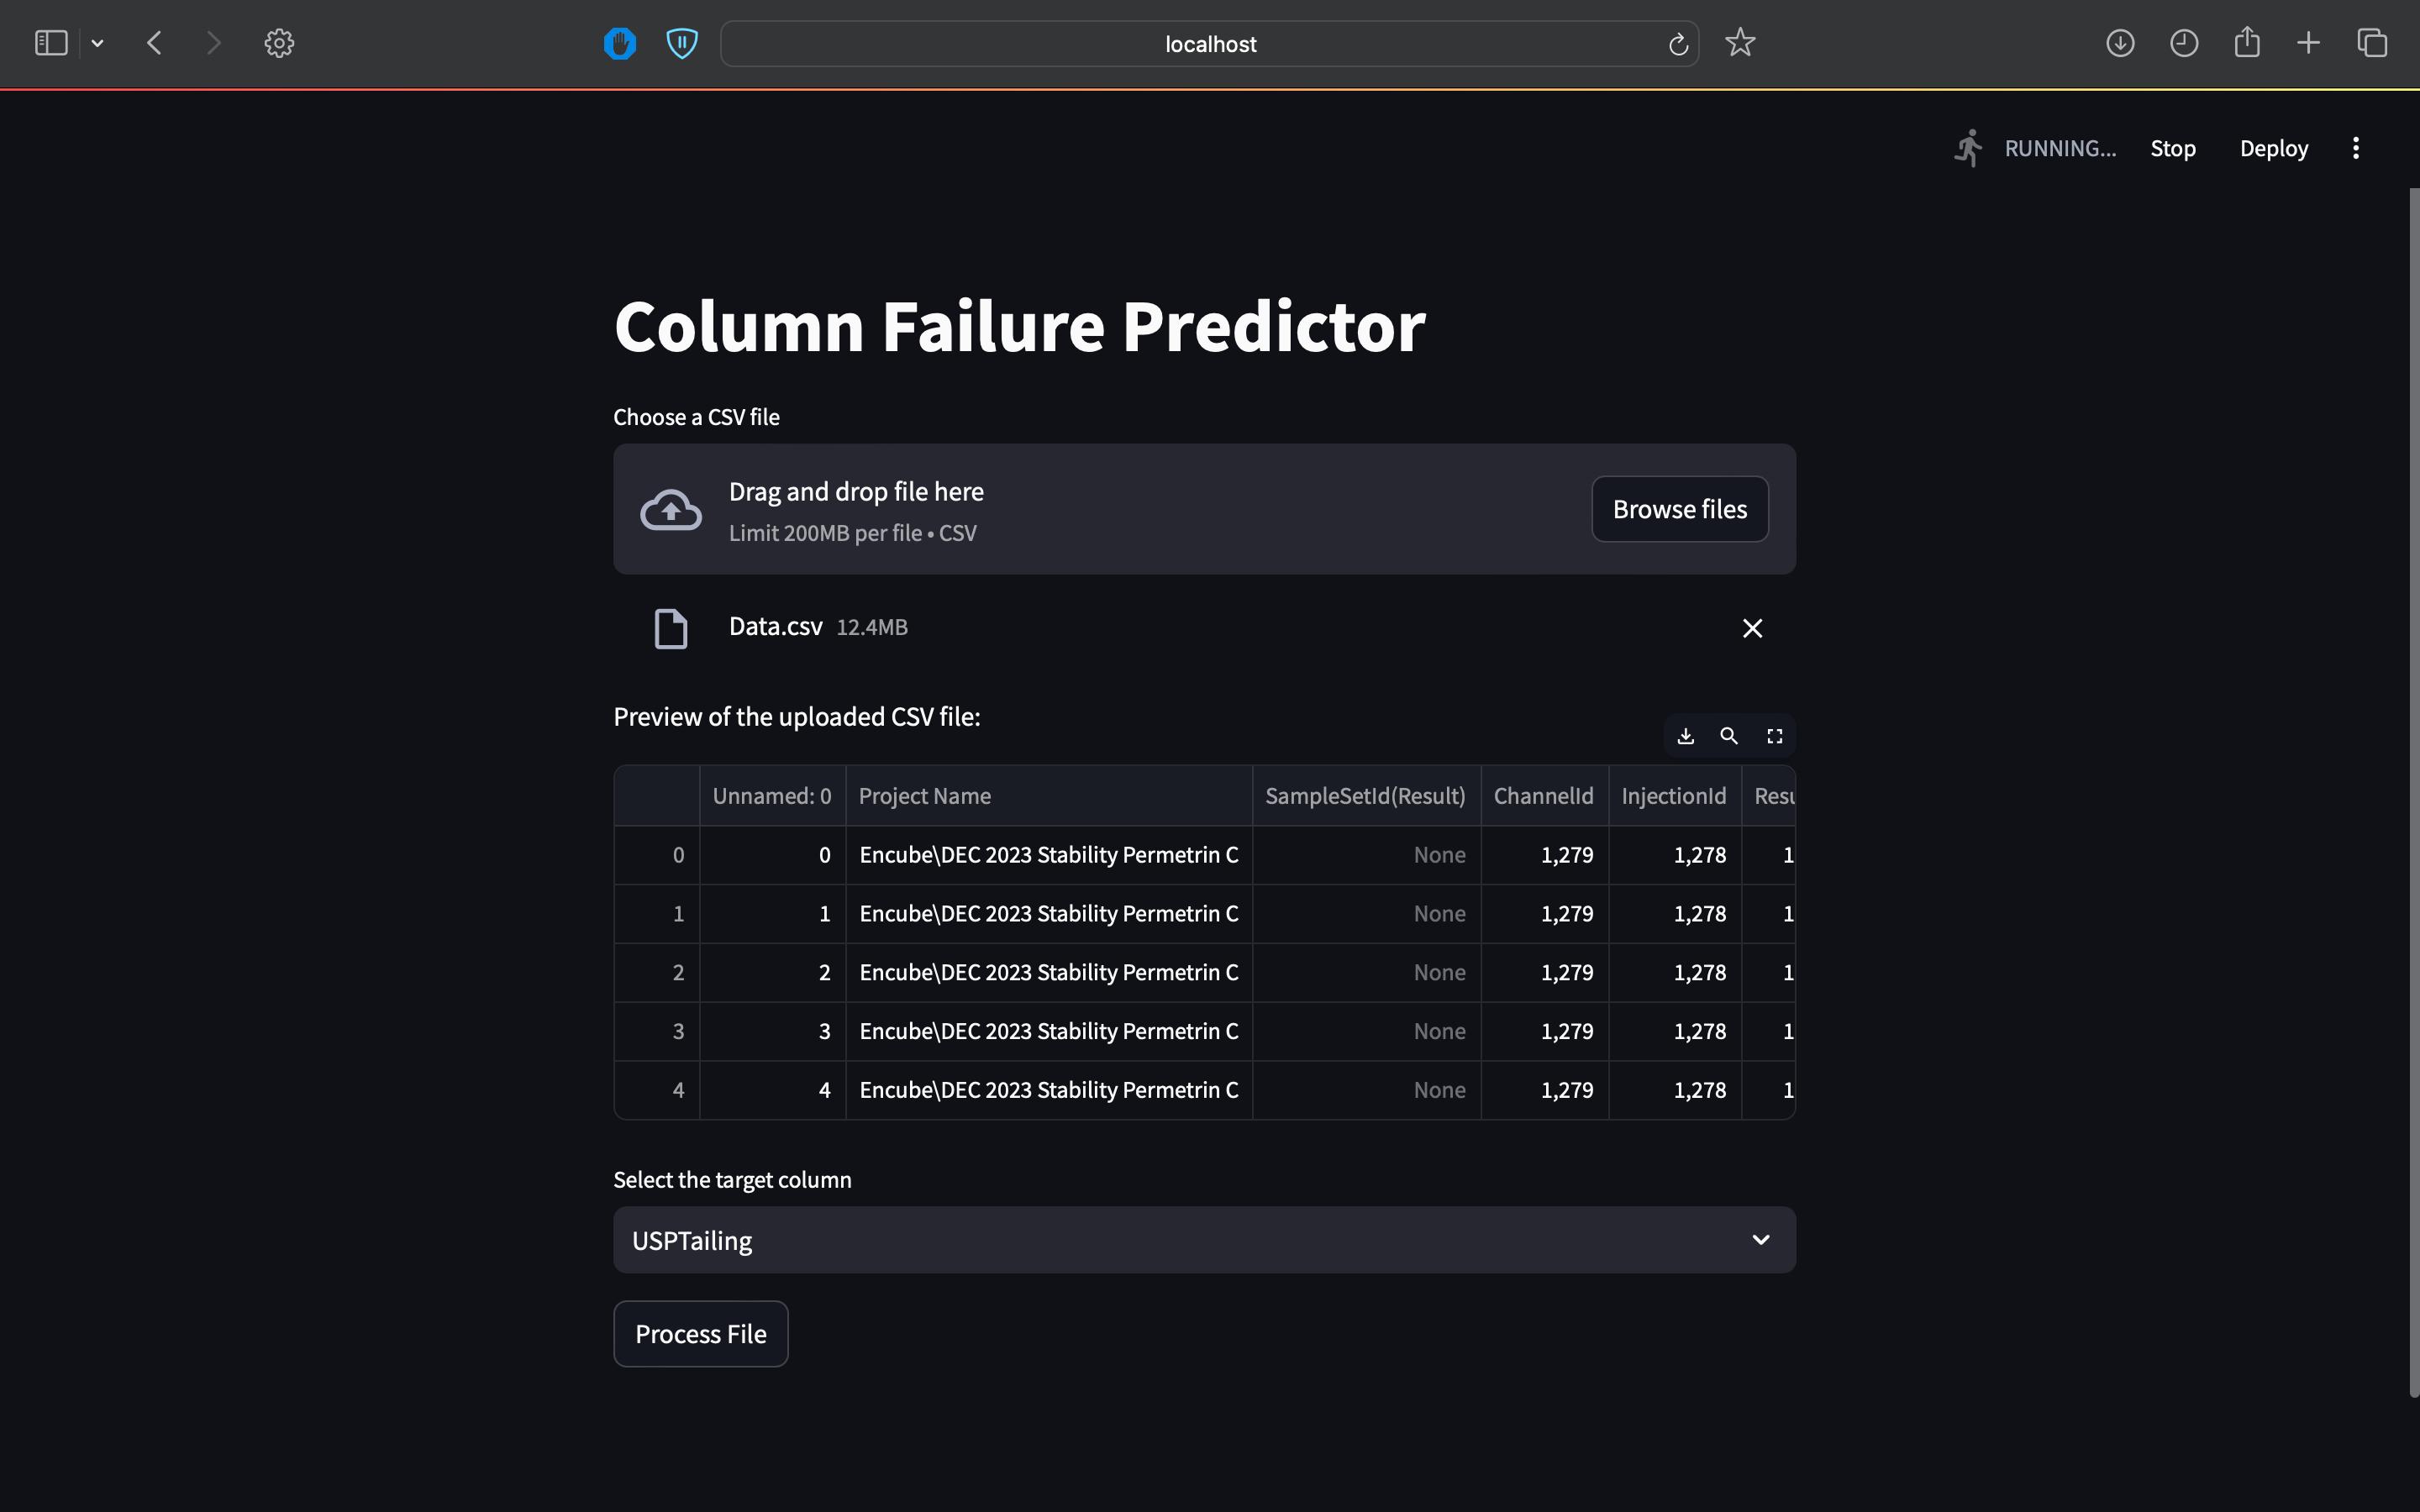 localhost
RUNNING... Stop Deploy
Column Failure Predictor
Choose a CSV file
Drag and drop file here
Limit 200MB per file • CSV
Browse files
Data.csv 12.4MB
Preview of the uploaded CSV file:
Unnamed: 0 Project Name SampleSetId(Result) ChannelId InjectionId Resu
0 0 Encube\DEC 2023 Stability Permetrin C None 1,279 1,278 1
1 1 Encube\DEC 2023 Stability Permetrin C None 1,279 1,278 1
2 2 Encube\DEC 2023 Stability Permetrin C None 1,279 1,278 1
3 3 Encube\DEC 2023 Stability Permetrin C None 1,279 1,278 1
4 4 Encube\DEC 2023 Stability Permetrin C None 1,279 1,278 1
Select the target column
USPTailing
Process File